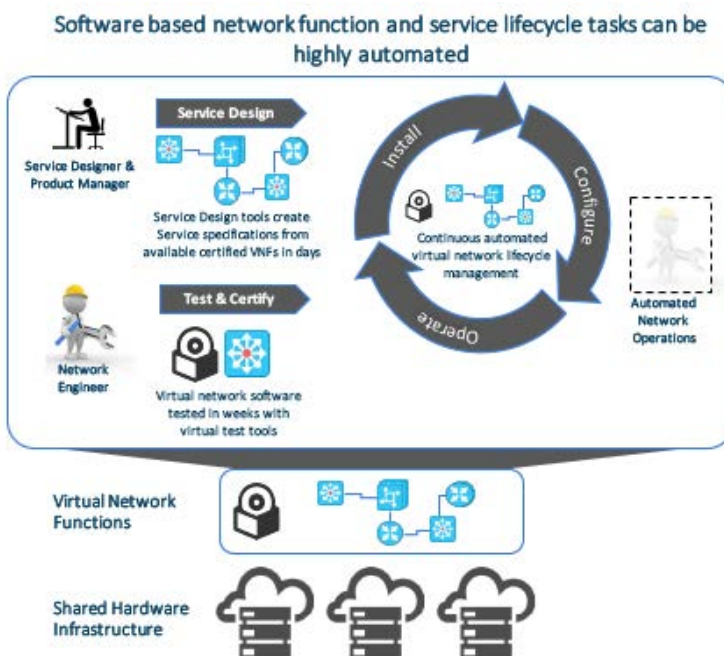 Software based network function and service lifecycle tasks can be
highly automated
Service Designer &
Product Manager
Service Design
Service Design tools create
Service specifications from
available certified VNFs in days
Network
Engineer
Test & Certify
Virtual network software
tested in weeks with
virtual test tools
Install
Configure
Operate
Continuous automated
virtual network lifecycle
management
Automated
Network
Operations
Virtual Network
Functions
Shared Hardware
Infrastructure